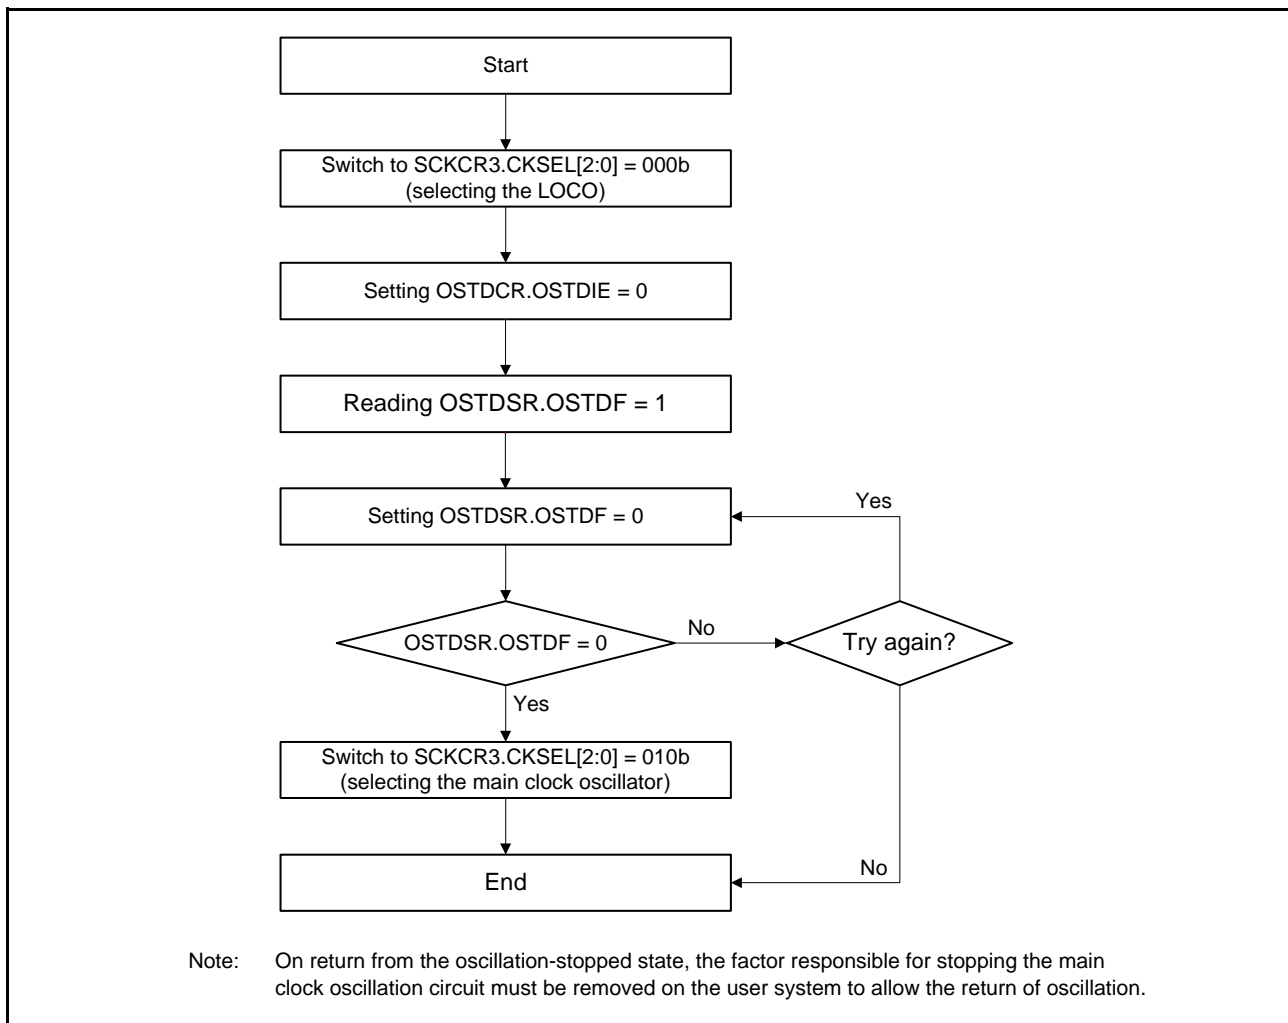 Start
Switch to SCKCR3.CKSEL[2:0] = 000b
(selecting the LOCO)
Setting OSTDCR.OSTDIE = 0
Reading OSTDSR.OSTDF = 1
Setting OSTDSR.OSTDF = 0
Yes
OSTDSR.OSTDF = 0
No
Try again?
Yes
Switch to SCKCR3.CKSEL[2:0] = 010b
(selecting the main clock oscillator)
No
End
Note: On return from the oscillation-stopped state, the factor responsible for stopping the main
clock oscillation circuit must be removed on the user system to allow the return of oscillation.